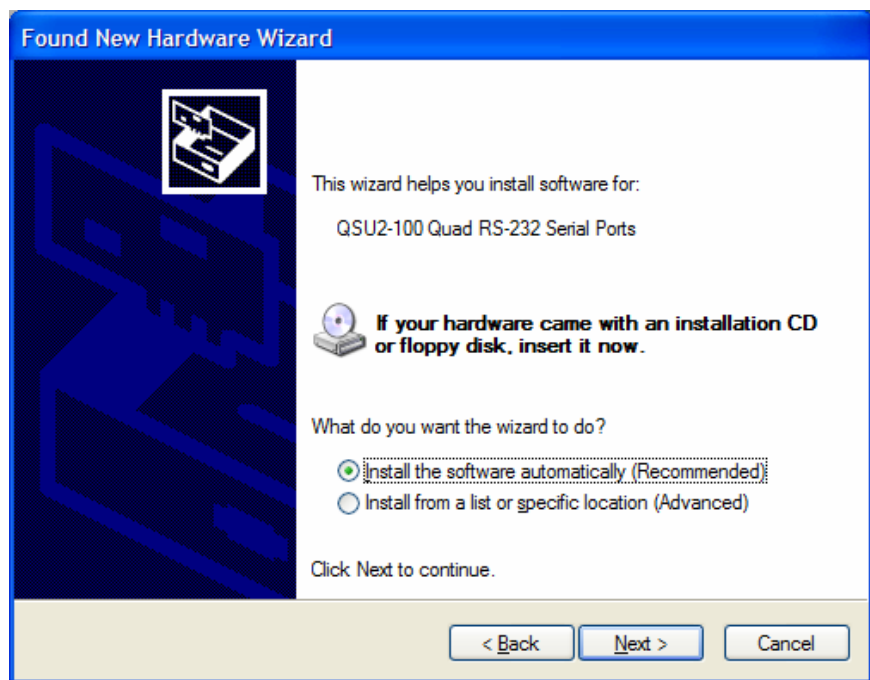 Found New Hardware Wizard
This wizard helps you install software for:
QSU2-100 Quad RS-232 Serial Ports
If your hardware came with an installation CD
or floppy disk, insert it now.
What do you want the wizard to do?
Install the software automatically (Recommended)
Install from a list or specific location (Advanced)
Click Next to continue.
< Back Next > Cancel